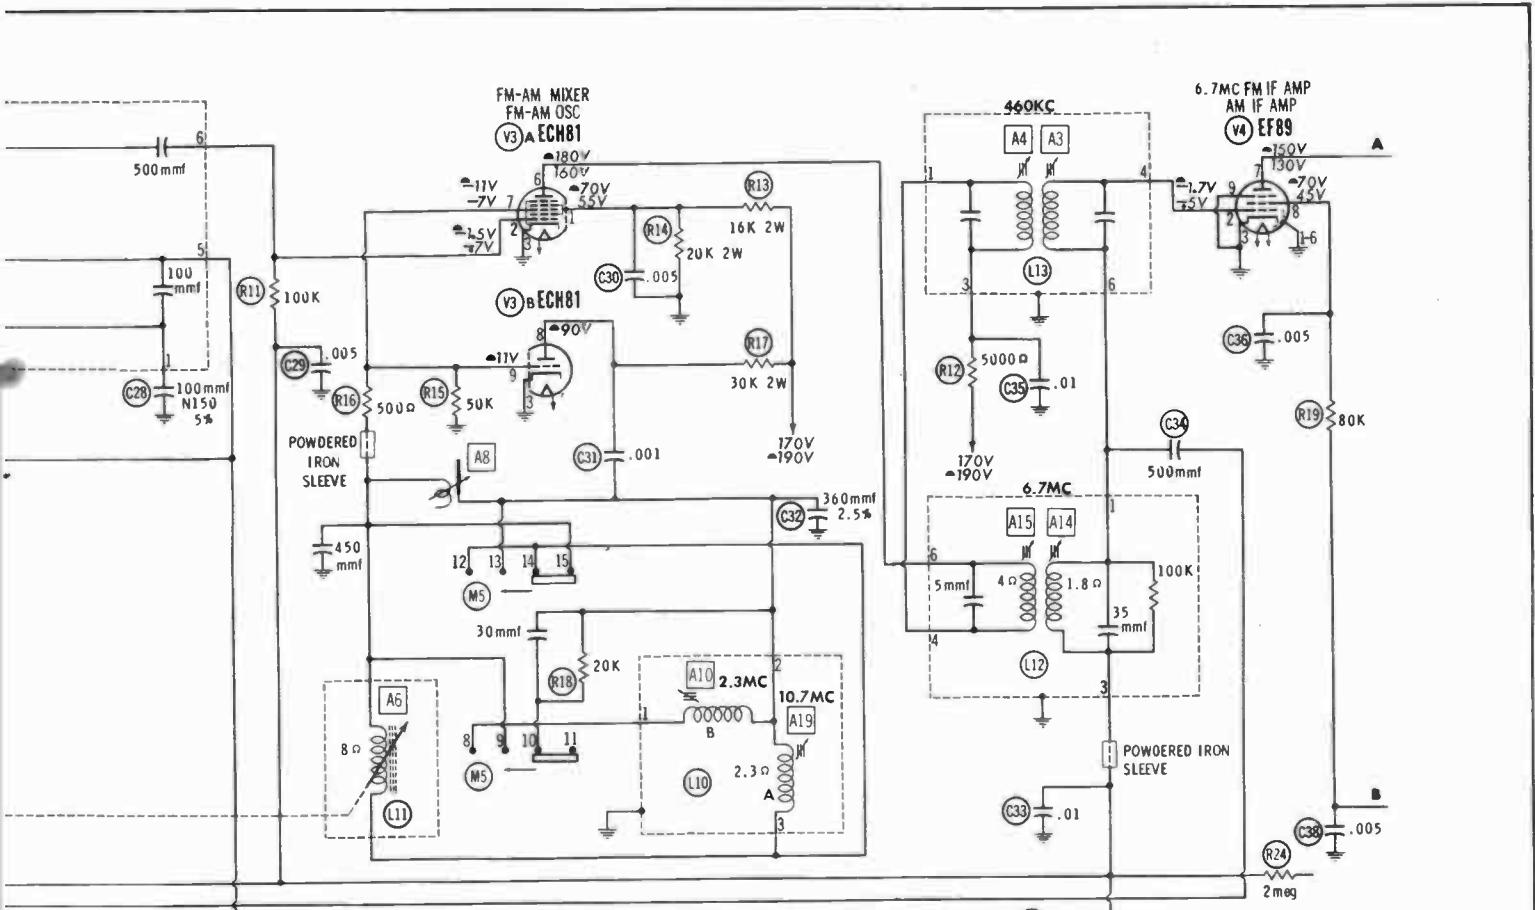 FM-AM MIXER
FM-AM OSC
V3 A ECH81
180V
160V
-11V
-7V
6
7
70V
55V
1
-1.5V
-.7V
2
3
R13
16K 2W
R14
20K 2W
C30
.005
6
500mmf
5
100
mmf
R11
100K
1
C28
100mmf
N150
5%
C29
.005
V3 B ECH81
90V
8
-11V
9
3
R16
500Ω
R15
50K
R17
30K 2W
170V
190V
POWDERED
IRON
SLEEVE
A8
C31
.001
C32
360mmf
2.5%
450
mmf
12
13
14
15
M5
30mmf
R18
20K
A6
8Ω
L11
8
9
10
11
M5
A10
2.3MC
2
10.7MC
A19
1
B
2.3Ω
A
L10
3
460KC
A4
A3
1
4
3
6
L13
R12
5000Ω
C35
.01
170V
190V
C34
500mmf
6.7MC
A15
A14
1
6
5mmf
4Ω
1.8Ω
100K
35
mmf
4
L12
3
POWDERED IRON
SLEEVE
C33
.01
6.7MC FM IF AMP
AM IF AMP
V4 EF89
150V
130V
A
7
-1.7V
-.5V
9
70V
45V
2
8
3
1-6
C36
.005
R19
80K
B
C38
.005
R24
2meg